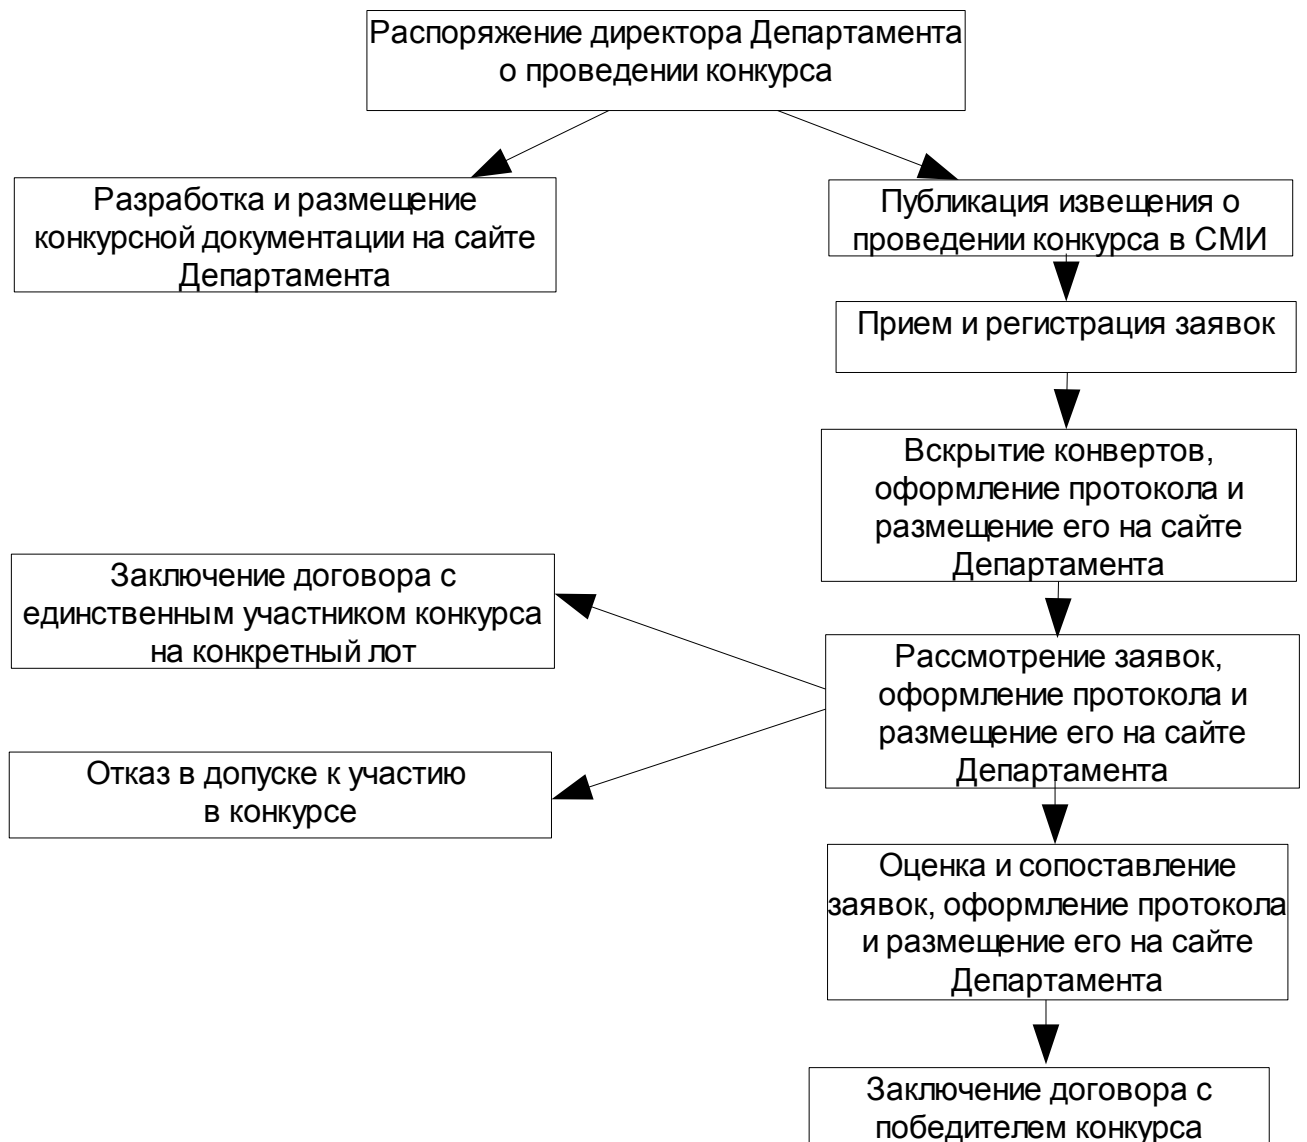 Распоряжение директора Департамента
о проведении конкурса
Разработка и размещение
конкурсной документации на сайте
Департамента
Публикация извещения о
проведении конкурса в СМИ
Прием и регистрация заявок
Вскрытие конвертов,
оформление протокола и
размещение его на сайте
Департамента
Заключение договора с
единственным участником конкурса
на конкретный лот
Рассмотрение заявок,
оформление протокола и
размещение его на сайте
Департамента
Отказ в допуске к участию
в конкурсе
Оценка и сопоставление
заявок, оформление протокола
и размещение его на сайте
Департамента
Заключение договора с
победителем конкурса